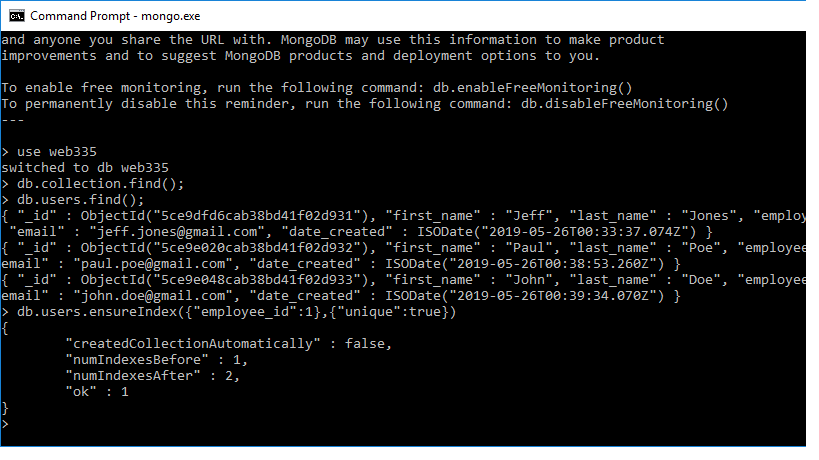 Command Prompt - mongo.exe
and anyone you share the URL with. MongoDB may use this information to make product
improvements and to suggest MongoDB products and deployment options to you.
To enable free monitoring, run the following command: db.enableFreeMonitoring()
To permanently disable this reminder, run the following command: db.disableFreeMonitoring()
---
> use web335
switched to db web335
> db.collection.find();
> db.users.find();
{ "_id" : ObjectId("5ce9dfd6cab38bd41f02d931"), "first_name" : "Jeff", "last_name" : "Jones", "employ
"email" : "jeff.jones@gmail.com", "date_created" : ISODate("2019-05-26T00:33:37.074Z") }
{ "_id" : ObjectId("5ce9e020cab38bd41f02d932"), "first_name" : "Paul", "last_name" : "Poe", "employee
email" : "paul.poe@gmail.com", "date_created" : ISODate("2019-05-26T00:38:53.260Z") }
{ "_id" : ObjectId("5ce9e048cab38bd41f02d933"), "first_name" : "John", "last_name" : "Doe", "employee
email" : "john.doe@gmail.com", "date_created" : ISODate("2019-05-26T00:39:34.070Z") }
> db.users.ensureIndex({"employee_id":1},{"unique":true})
{
"createdCollectionAutomatically" : false,
"numIndexesBefore" : 1,
"numIndexesAfter" : 2,
"ok" : 1
}
>